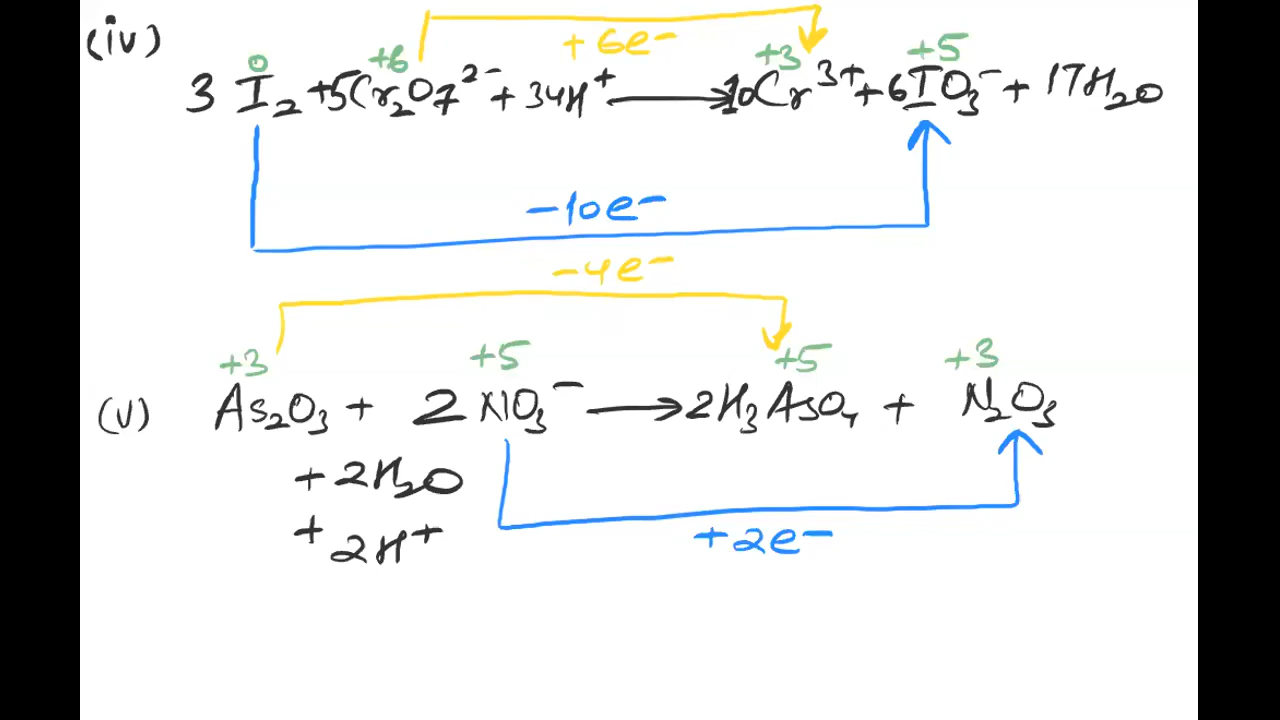 (iv)
+6e⁻
0 +6 +3 +5
3 I₂ + 5Cr₂O₇²⁻ + 34H⁺ → 10Cr³⁺ + 6IO₃⁻ + 17H₂O
-10e⁻
-4e⁻
+3 +5 +5 +3
(v) As₂O₃ + 2 NO₃⁻ → 2H₃AsO₄ + N₂O₃
+ 2H₂O
+ 2H⁺
+2e⁻